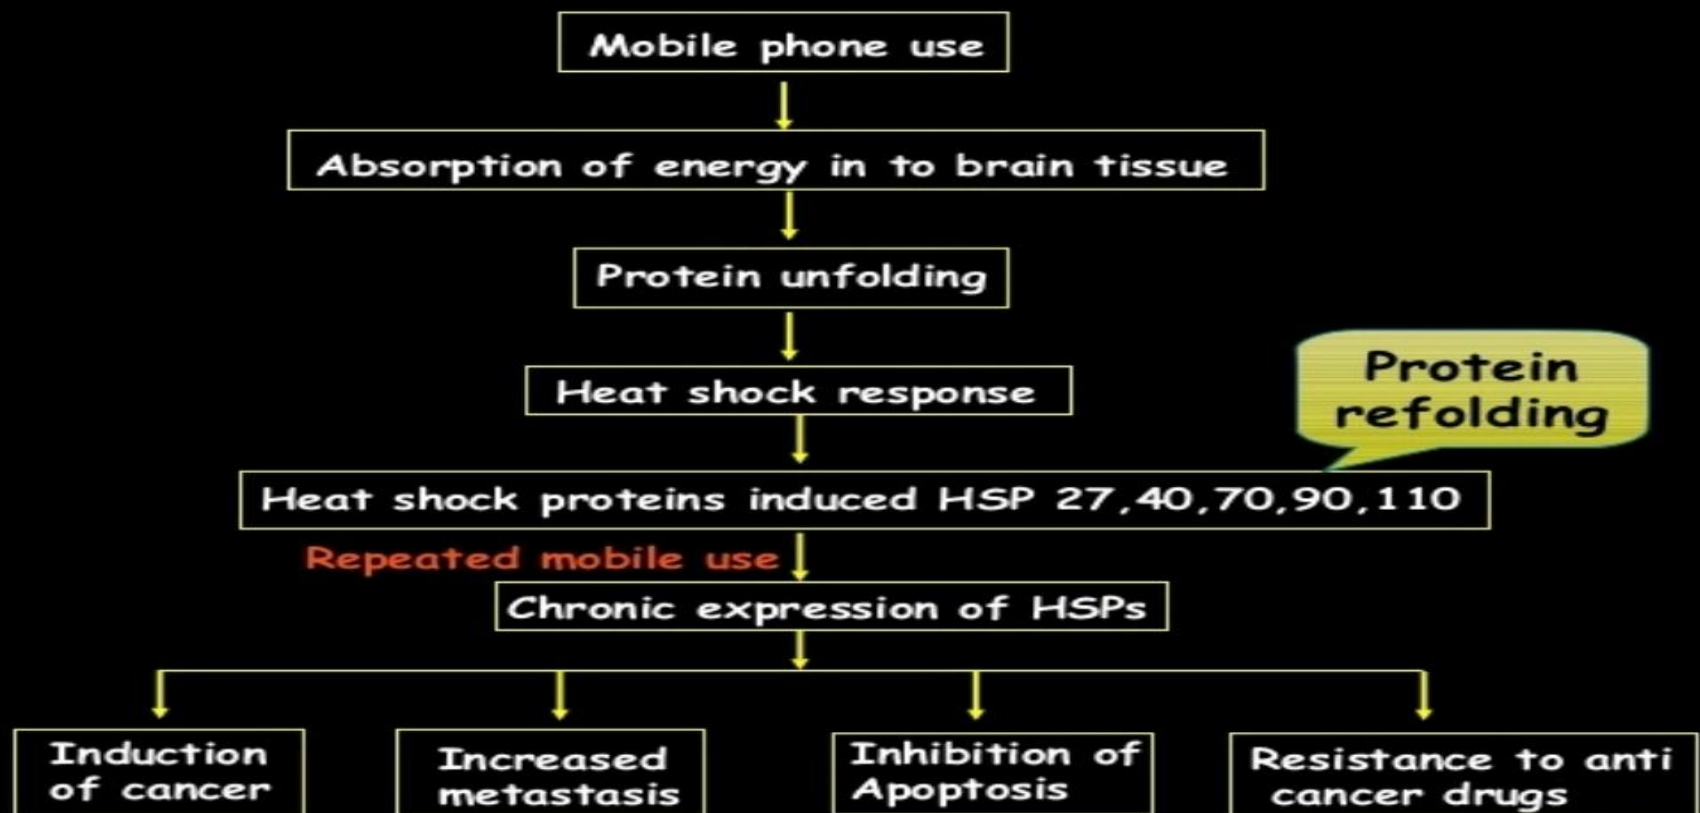 Mobile phone use
Absorption of energy in to brain tissue
Protein unfolding
Heat shock response
Protein
refolding
Heat shock proteins induced HSP 27,40,70,90,110
Repeated mobile use
Chronic expression of HSPs
Induction
of cancer
Increased
metastasis
Inhibition of
Apoptosis
Resistance to anti
cancer drugs